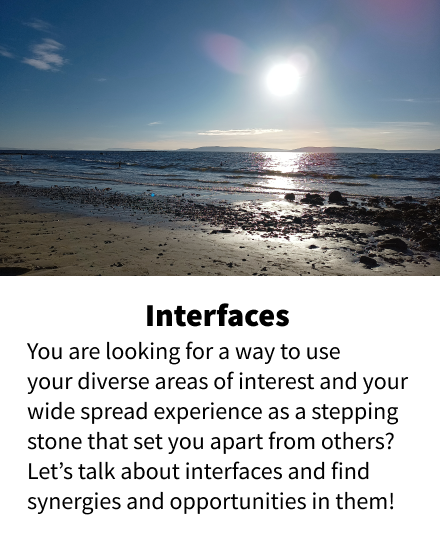 Interfaces
You are looking for a way to use
your diverse areas of interest and your
wide spread experience as a stepping
stone that set you apart from others?
Let’s talk about interfaces and find
synergies and opportunities in them!